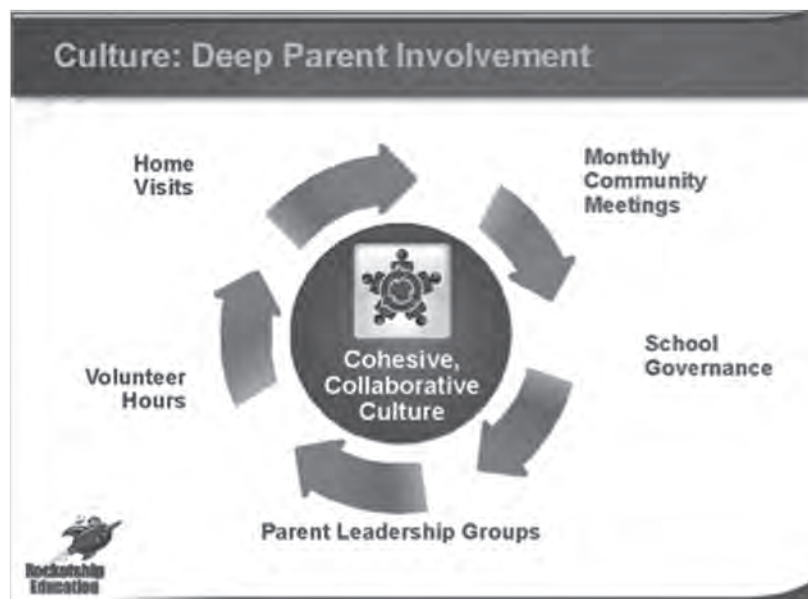 Culture: Deep Parent Involvement
Home
Visits
Monthly
Community
Meetings
School
Governance
Volunteer
Hours
Cohesive,
Collaborative
Culture
Parent Leadership Groups
Rocketship
Education